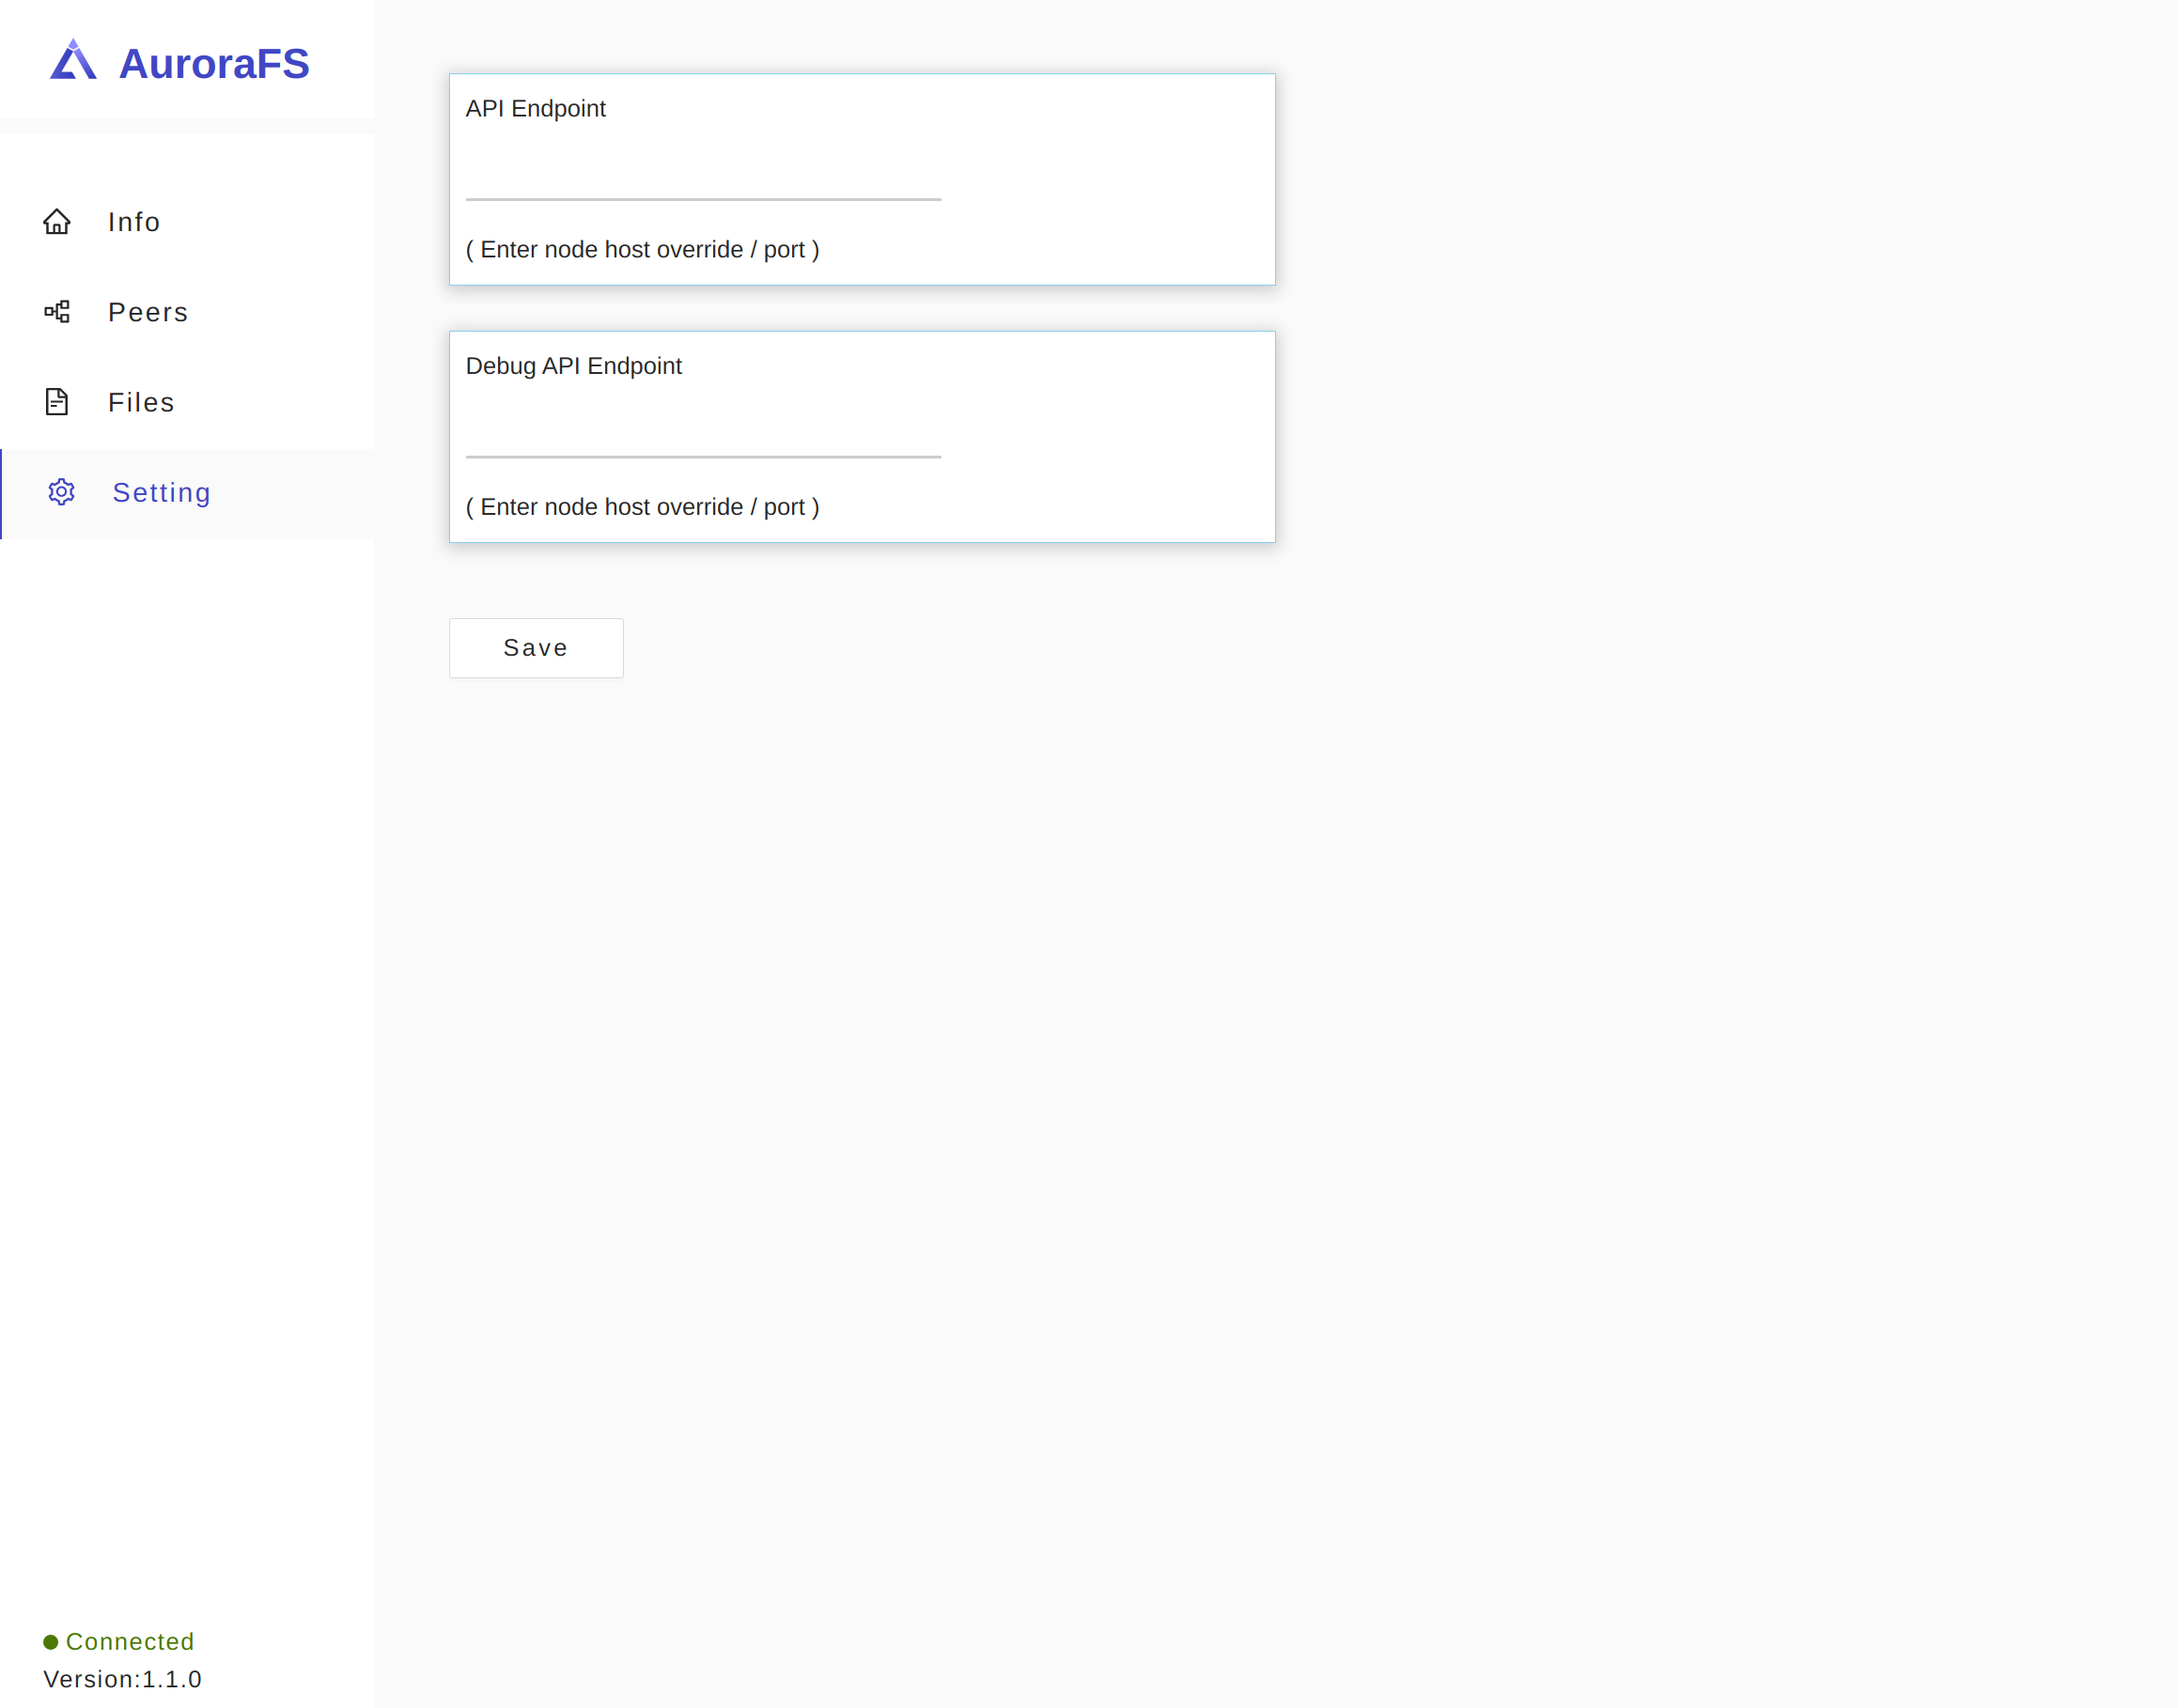 AuroraFS
Info
Peers
Files
Setting
Connected
Version:1.1.0
API Endpoint
( Enter node host override / port )
Debug API Endpoint
( Enter node host override / port )
Save